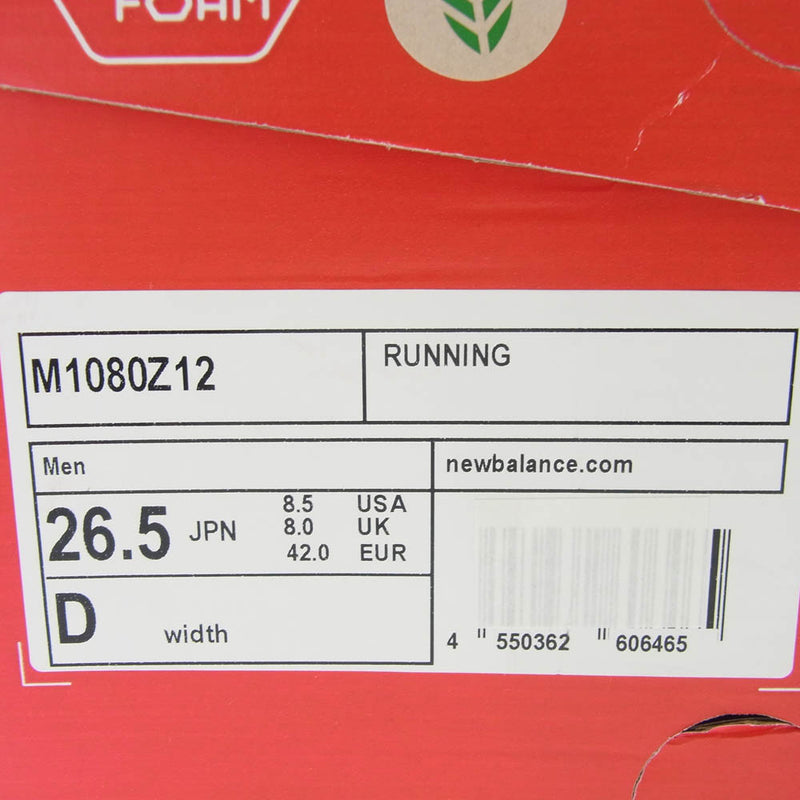 FOAM
M1080Z12
RUNNING
Men
newbalance.com
26.5 JPN
8.5 USA
8.0 UK
42.0 EUR
D width
4 550362 606465